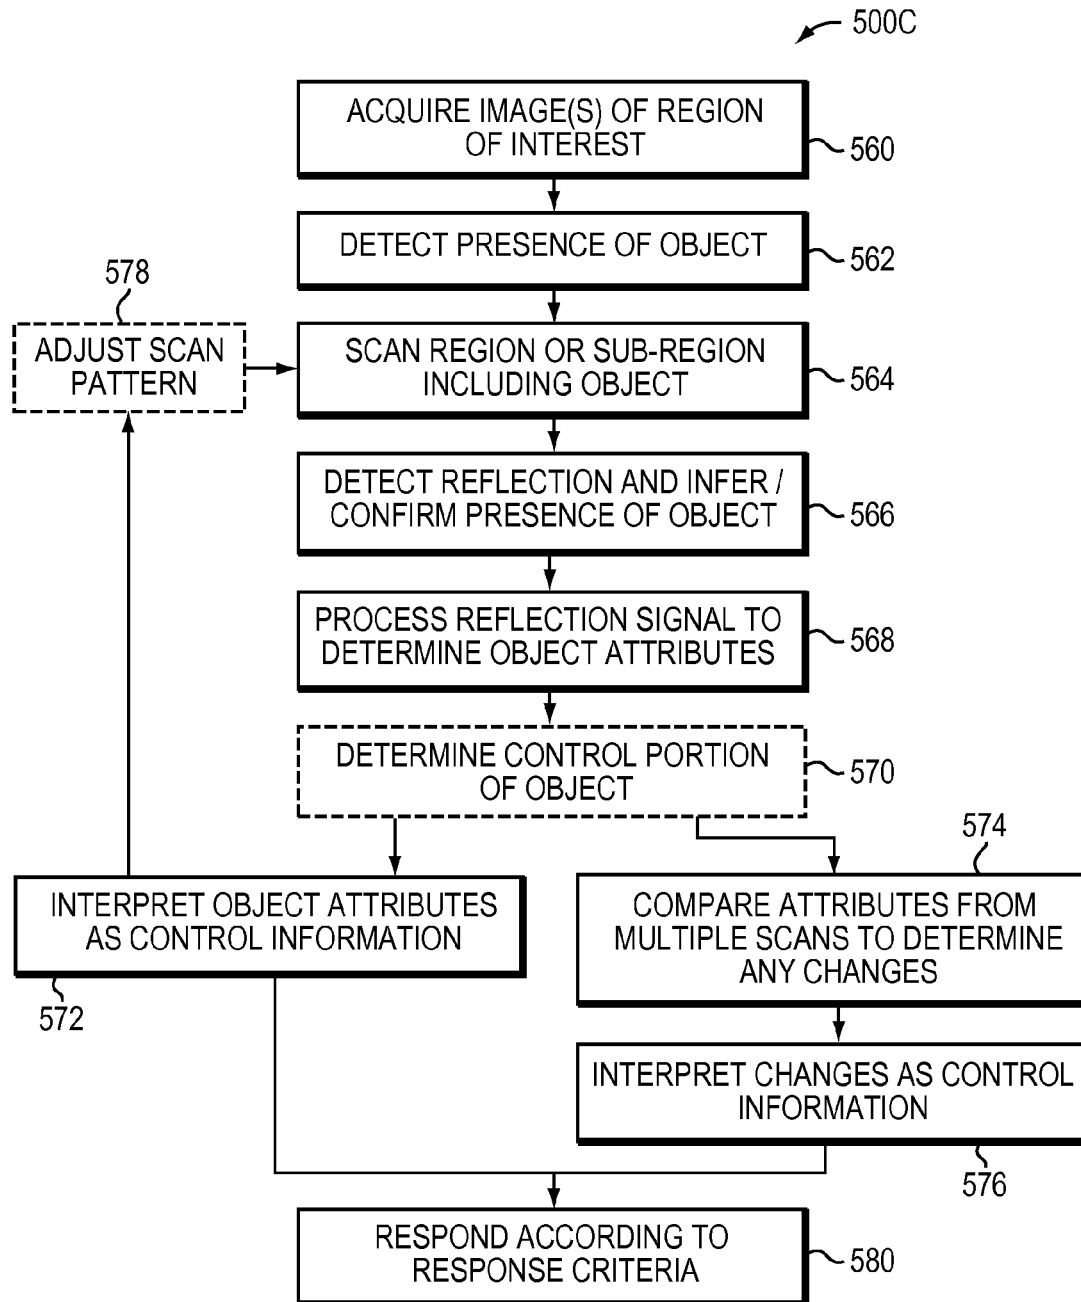 500C
ACQUIRE IMAGE(S) OF REGION
OF INTEREST
560
DETECT PRESENCE OF OBJECT
562
578
ADJUST SCAN
PATTERN
SCAN REGION OR SUB-REGION
INCLUDING OBJECT
564
DETECT REFLECTION AND INFER /
CONFIRM PRESENCE OF OBJECT
566
PROCESS REFLECTION SIGNAL TO
DETERMINE OBJECT ATTRIBUTES
568
DETERMINE CONTROL PORTION
OF OBJECT
570
INTERPRET OBJECT ATTRIBUTES
AS CONTROL INFORMATION
572
574
COMPARE ATTRIBUTES FROM
MULTIPLE SCANS TO DETERMINE
ANY CHANGES
INTERPRET CHANGES AS CONTROL
INFORMATION
576
RESPOND ACCORDING TO
RESPONSE CRITERIA
580